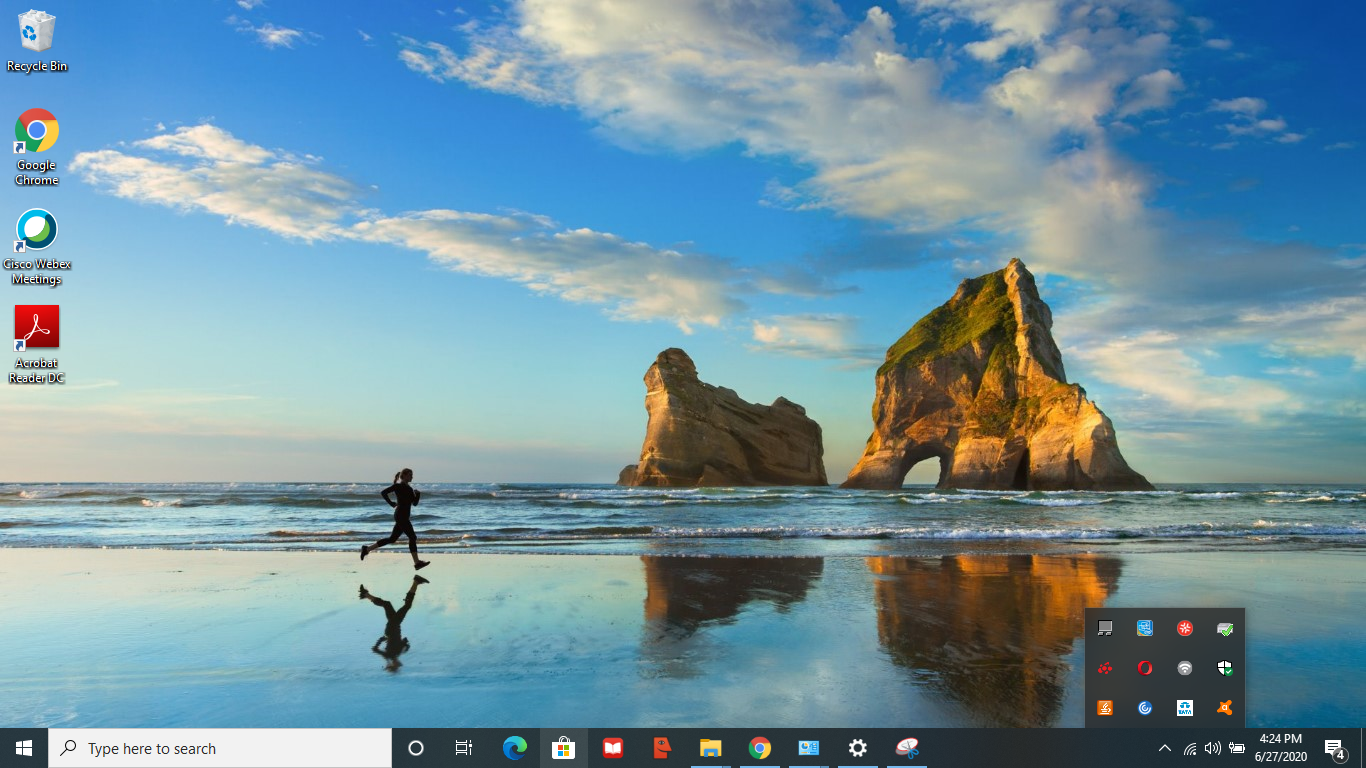 Recycle Bin
Google
Chrome
Cisco Webex
Meetings
Acrobat
Reader DC
TATA
Type here to search
4:24 PM
6/27/2020
4